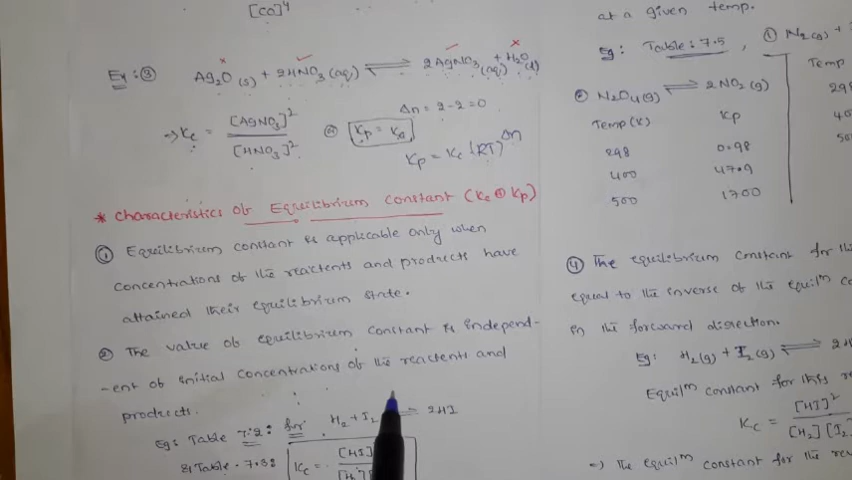 [CO]⁴
Eg: ③ Ag₂O(s) + 2HNO₃(aq) ⇌ 2AgNO₃(aq) + H₂O(l)
Δn = 2-2=0
→ Kc = [AgNO₃]² / [HNO₃]² Kp = Kc
Kp = Kc (RT)^Δn
* Characteristics of Equilibrium Constant (Kc Kp)
① Equilibrium constant is applicable only when
concentrations of the reactents and products have
attained their equilibrium state.
② The value of equilibrium constant is independ-
-ent of initial concentrations of the reactents and
products.
Eg: Table 7.2: for H₂ + I₂ ⇌ 2HI
Table - 7.3
Kc = [HI]
at a given temp.
Eg: Table: 7.5, ① N₂(g) +
Temp
② N₂O₄(g) ⇌ 2NO₂(g)
Temp(K) Kp
298 0.98
400 47.9
500 1700
④ The equilibrium constant for
equal to the inverse of the equilᵐ
in the forward direction.
Eg: H₂(g) + I₂(g) ⇌ 2H
Equilᵐ constant for this
Kc = [HI]² / [H₂][I₂]
⇒ The equilᵐ constant for the